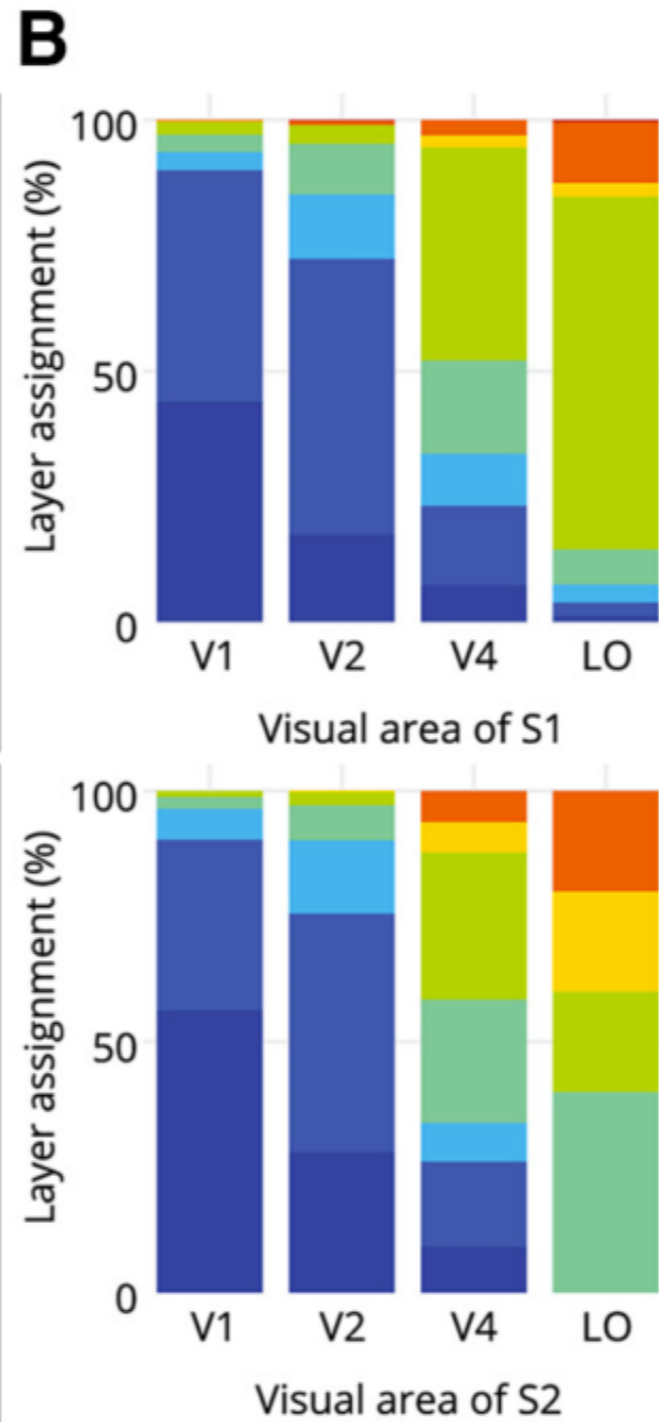 B
100
50
0
Layer assignment (%)
V1 V2 V4 LO
Visual area of S1
100
50
0
Layer assignment (%)
V1 V2 V4 LO
Visual area of S2